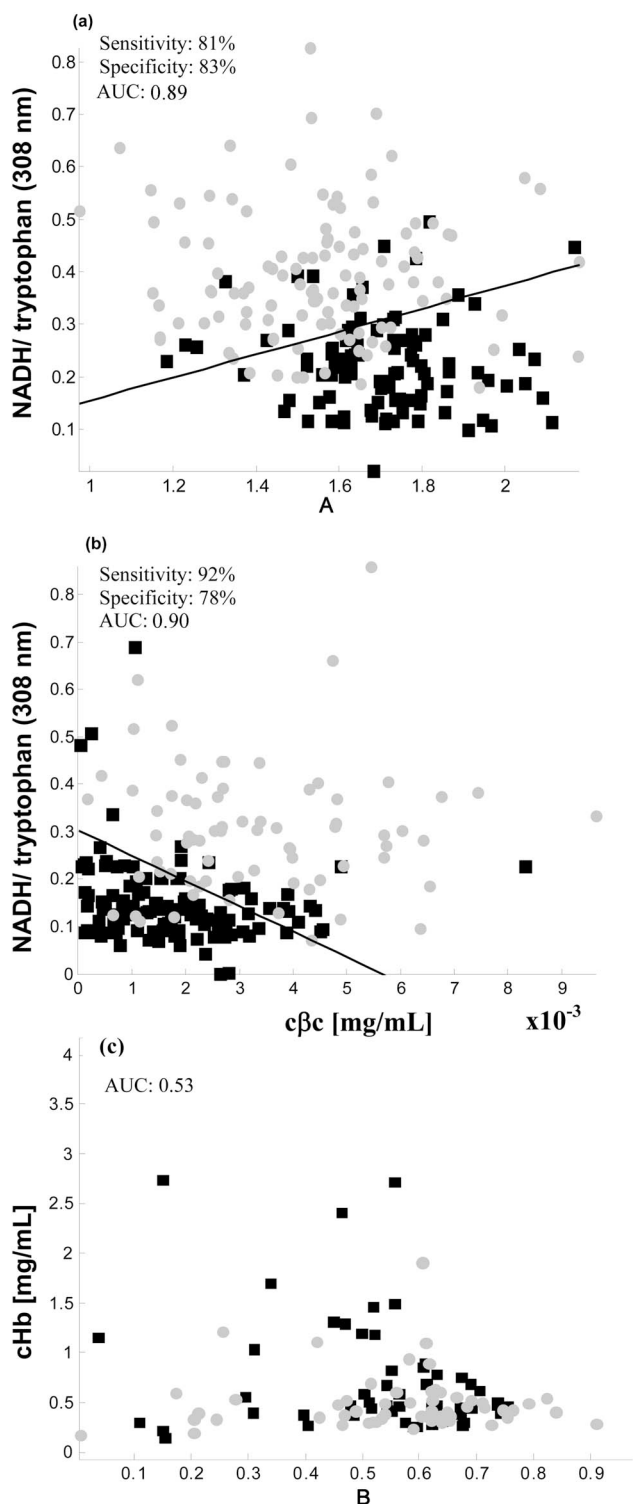 (a)
Sensitivity: 81%
Specificity: 83%
AUC: 0.89
NADH/ tryptophan (308 nm)
0.8
0.7
0.6
0.5
0.4
0.3
0.2
0.1
1 1.2 1.4 1.6 1.8 2
A
(b)
Sensitivity: 92%
Specificity: 78%
AUC: 0.90
NADH/ tryptophan (308 nm)
0.8
0.7
0.6
0.5
0.4
0.3
0.2
0.1
0
0 1 2 3 4 5 6 7 8 9
cβc [mg/mL] x10⁻³
(c)
AUC: 0.53
cHb [mg/mL]
4
3.5
3
2.5
2
1.5
1
0.5
0
0.1 0.2 0.3 0.4 0.5 0.6 0.7 0.8 0.9
B